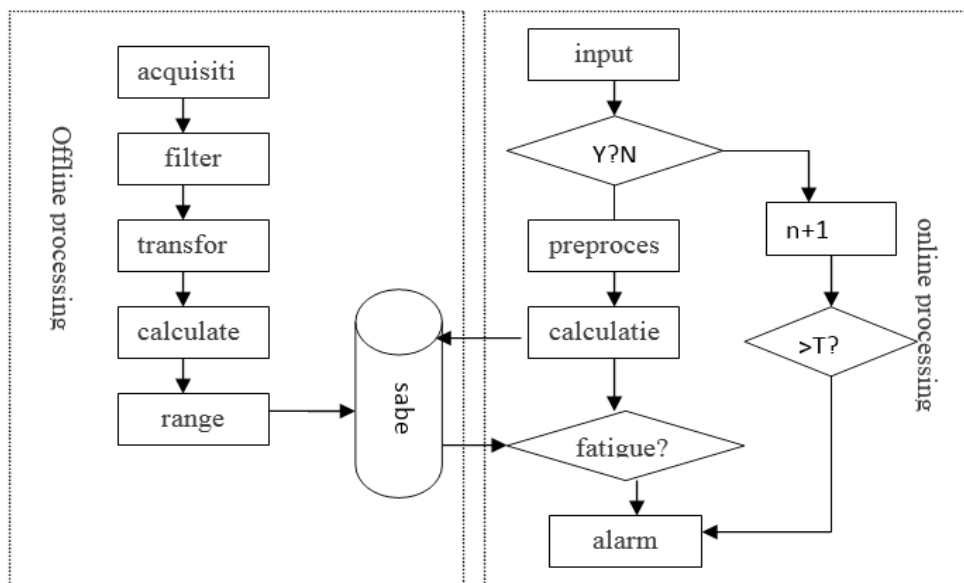 Offline processing
acquisiti
filter
transfor
calculate
range
sabe
input
Y?N
preproces
calculatie
fatigue?
alarm
n+1
>T?
online processing